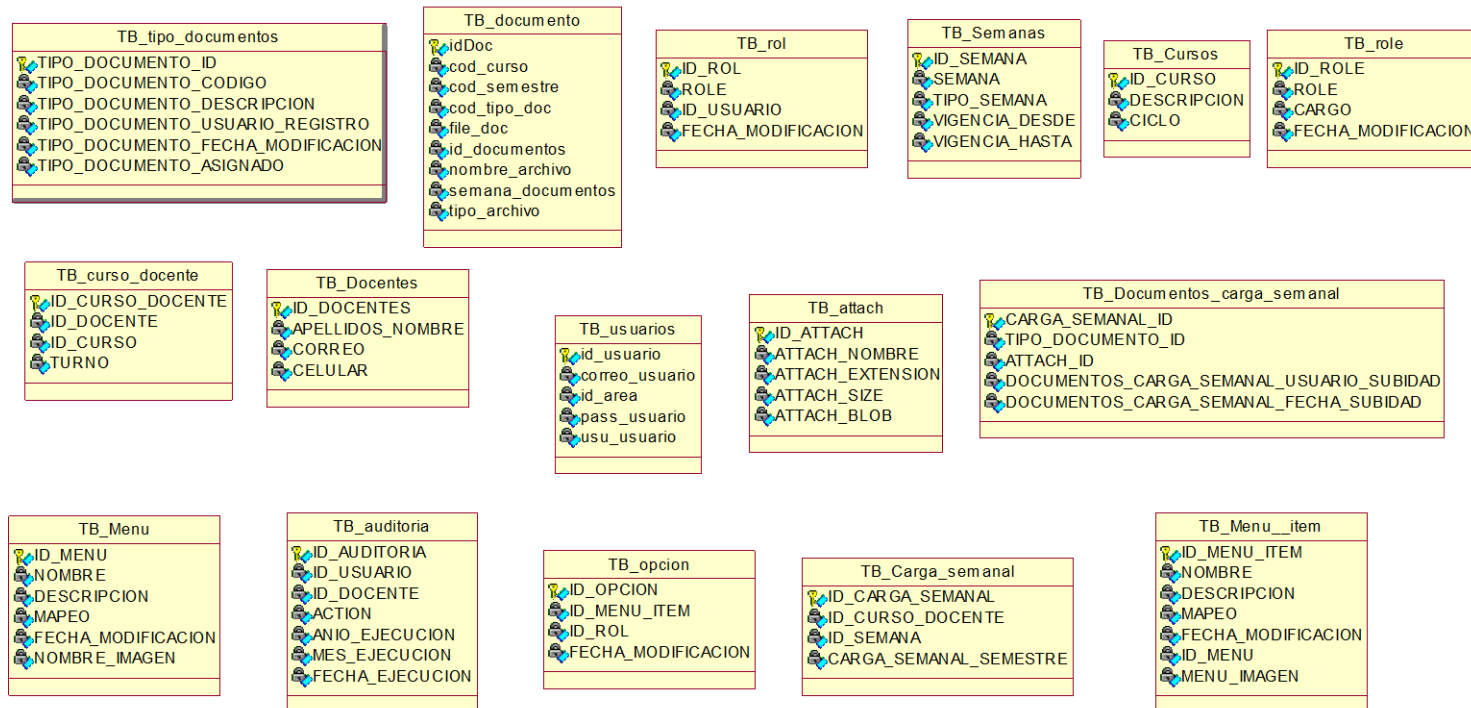 TB_tipo_documentos
TIPO_DOCUMENTO_ID
TIPO_DOCUMENTO_CODIGO
TIPO_DOCUMENTO_DESCRIPCION
TIPO_DOCUMENTO_USUARIO_REGISTRO
TIPO_DOCUMENTO_FECHA_MODIFICACION
TIPO_DOCUMENTO_ASIGNADO
TB_documento
idDoc
cod_curso
cod_semestre
cod_tipo_doc
file_doc
id_documentos
nombre_archivo
semana_documentos
tipo_archivo
TB_rol
ID_ROL
ROLE
ID_USUARIO
FECHA_MODIFICACION
TB_Semanas
ID_SEMANA
SEMANA
TIPO_SEMANA
VIGENCIA_DESDE
VIGENCIA_HASTA
TB_Cursos
ID_CURSO
DESCRIPCION
CICLO
TB_role
ID_ROLE
ROLE
CARGO
FECHA_MODIFICACION
TB_curso_docente
ID_CURSO_DOCENTE
ID_DOCENTE
ID_CURSO
TURNO
TB_Docentes
ID_DOCENTES
APELLIDOS_NOMBRE
CORREO
CELULAR
TB_usuarios
id_usuario
correo_usuario
id_area
pass_usuario
usu_usuario
TB_attach
ID_ATTACH
ATTACH_NOMBRE
ATTACH_EXTENSION
ATTACH_SIZE
ATTACH_BLOB
TB_Documentos_carga_semanal
CARGA_SEMANAL_ID
TIPO_DOCUMENTO_ID
ATTACH_ID
DOCUMENTOS_CARGA_SEMANAL_USUARIO_SUBIDAD
DOCUMENTOS_CARGA_SEMANAL_FECHA_SUBIDAD
TB_Menu
ID_MENU
NOMBRE
DESCRIPCION
MAPEO
FECHA_MODIFICACION
NOMBRE_IMAGEN
TB_auditoria
ID_AUDITORIA
ID_USUARIO
ID_DOCENTE
ACTION
ANIO_EJECUCION
MES_EJECUCION
FECHA_EJECUCION
TB_opcion
ID_OPCION
ID_MENU_ITEM
ID_ROL
FECHA_MODIFICACION
TB_Carga_semanal
ID_CARGA_SEMANAL
ID_CURSO_DOCENTE
ID_SEMANA
CARGA_SEMANAL_SEMESTRE
TB_Menu__item
ID_MENU_ITEM
NOMBRE
DESCRIPCION
MAPEO
FECHA_MODIFICACION
ID_MENU
MENU_IMAGEN